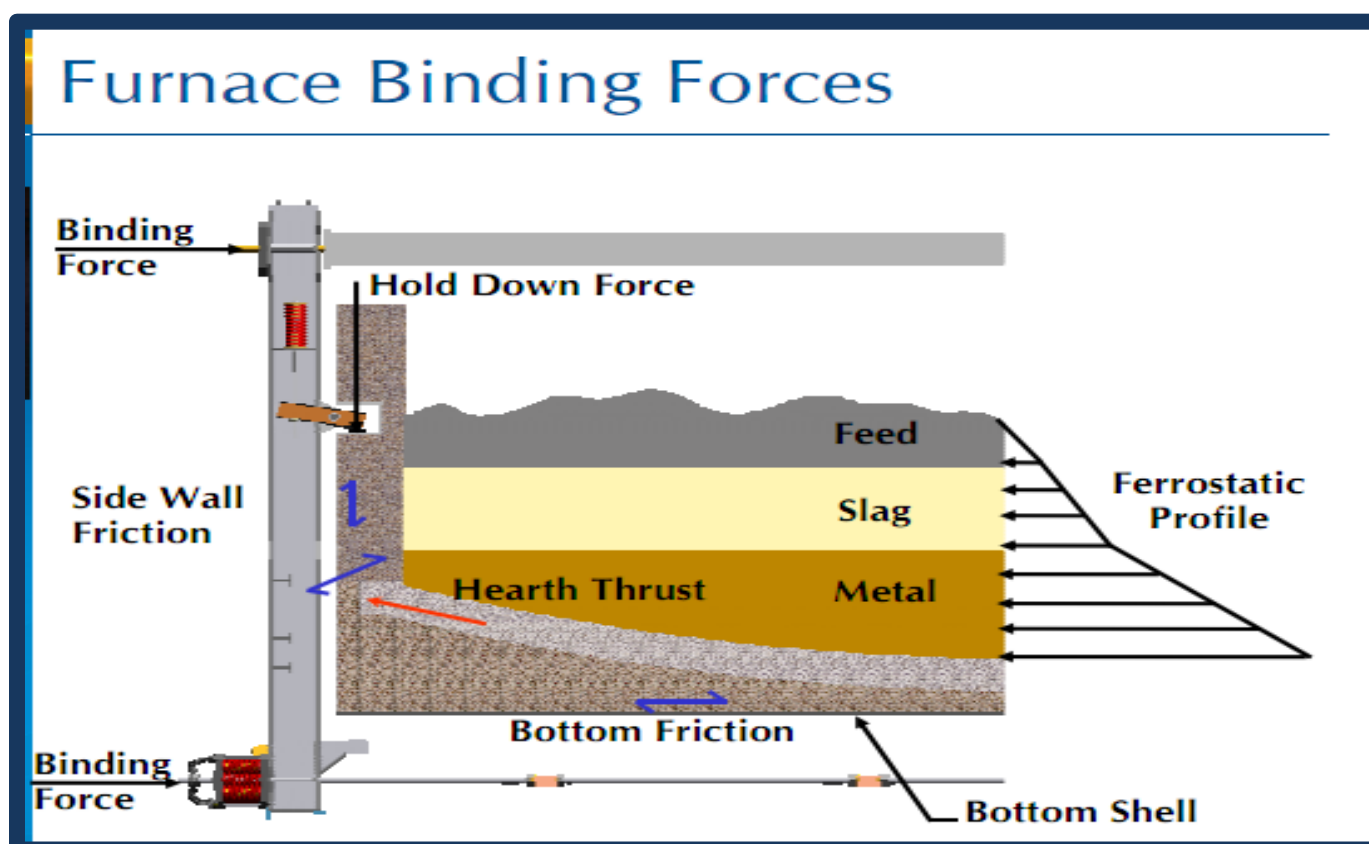 Furnace Binding Forces
Binding
Force
Hold Down Force
Feed
Ferrostatic
Profile
Side Wall
Friction
Slag
Hearth Thrust
Metal
Bottom Friction
Binding
Force
Bottom Shell